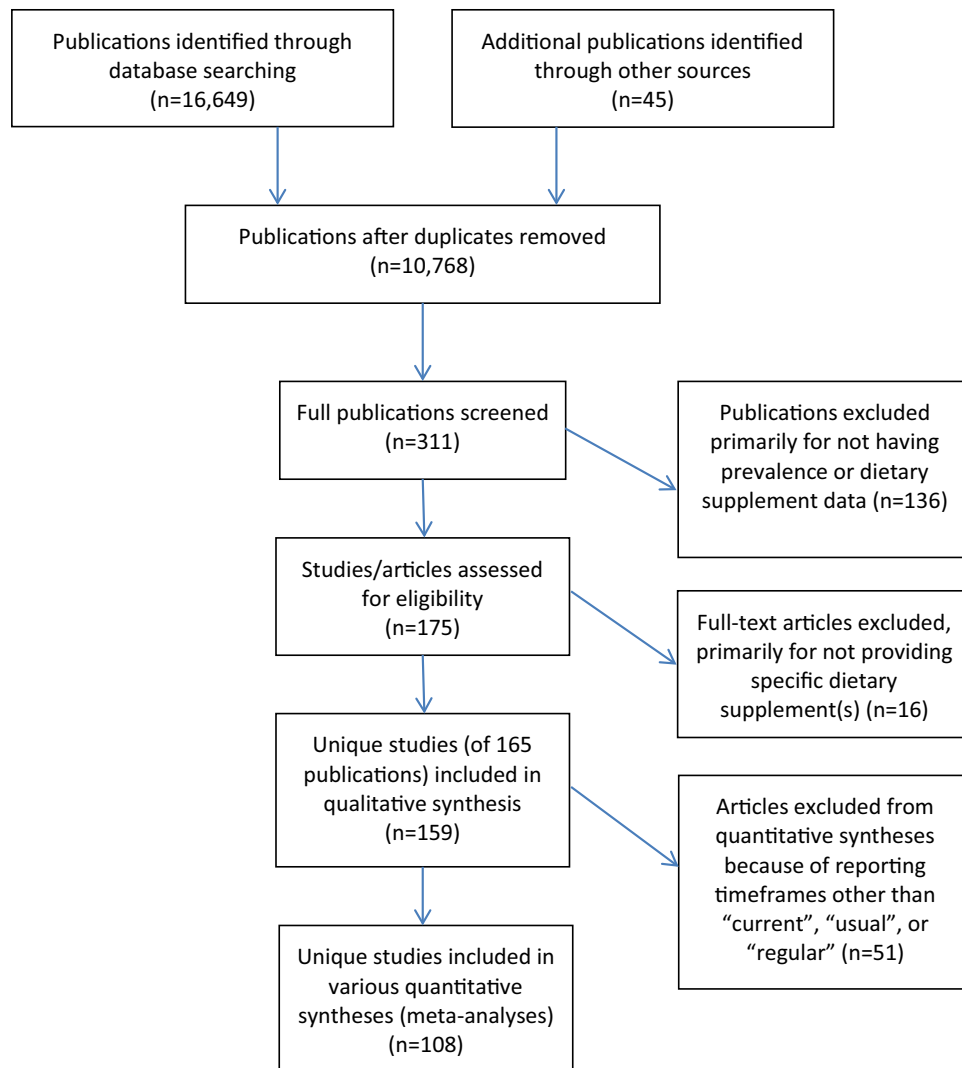 Publications identified through
database searching
(n=16,649)
Additional publications identified
through other sources
(n=45)
Publications after duplicates removed
(n=10,768)
Full publications screened
(n=311)
Publications excluded
primarily for not having
prevalence or dietary
supplement data (n=136)
Studies/articles assessed
for eligibility
(n=175)
Full-text articles excluded,
primarily for not providing
specific dietary
supplement(s) (n=16)
Unique studies (of 165
publications) included in
qualitative synthesis
(n=159)
Articles excluded from
quantitative syntheses
because of reporting
timeframes other than
“current”, “usual”, or
“regular” (n=51)
Unique studies included in
various quantitative
syntheses (meta-analyses)
(n=108)